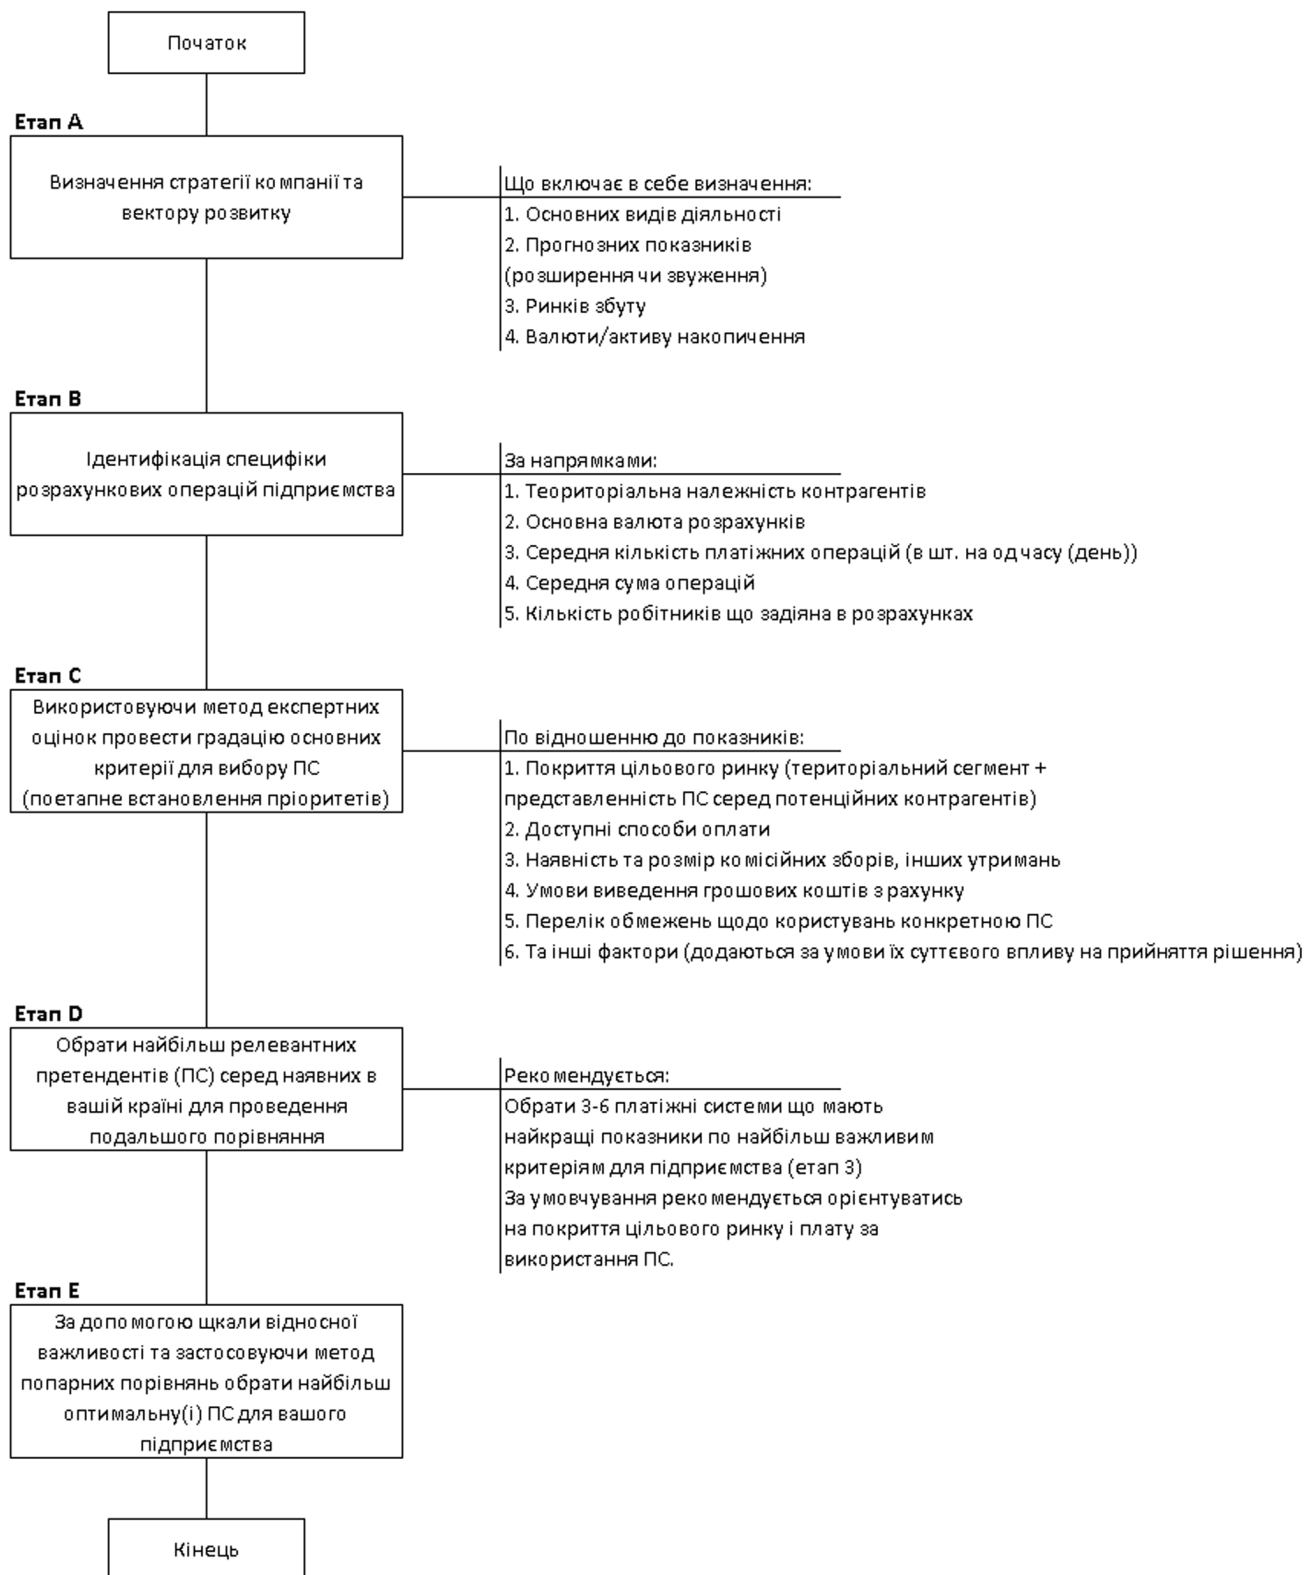 Початок
Етап A
Визначення стратегії компанії та
вектору розвитку
Що включає в себе визначення:
1. Основних видів діяльності
2. Прогнозних показників
(розширення чи звуження)
3. Ринків збуту
4. Валюти/активу накопичення
Етап B
Ідентифікація специфіки
розрахункових операцій підприємства
За напрямками:
1. Теориторіальна належність контрагентів
2. Основна валюта розрахунків
3. Середня кількість платіжних операцій (в шт. на од часу (день))
4. Середня сума операцій
5. Кількість робітників що задіяна в розрахунках
Етап C
Використовуючи метод експертних
оцінок провести градацію основних
критерії для вибору ПС
(поетапне встановлення пріоритетів)
По відношенню до показників:
1. Покриття цільового ринку (територіальний сегмент +
представленність ПС серед потенційних контрагентів)
2. Доступні способи оплати
3. Наявність та розмір комісійних зборів, інших утримань
4. Умови виведення грошових коштів з рахунку
5. Перелік обмежень щодо користувань конкретною ПС
6. Та інші фактори (додаються за умови їх суттєвого впливу на прийняття рішення)
Етап D
Обрати найбільш релевантних
претендентів (ПС) серед наявних в
вашій країні для проведення
подальшого порівняння
Рекомендується:
Обрати 3-6 платіжні системи що мають
найкращі показники по найбільш важливим
критеріям для підприємства (етап 3)
За умовчування рекомендується орієнтуватись
на покриття цільового ринку і плату за
використання ПС.
Етап E
За допомогою щкали відносної
важливості та застосовуючи метод
попарних порівнянь обрати найбільш
оптимальну(і) ПС для вашого
підприємства
Кінець